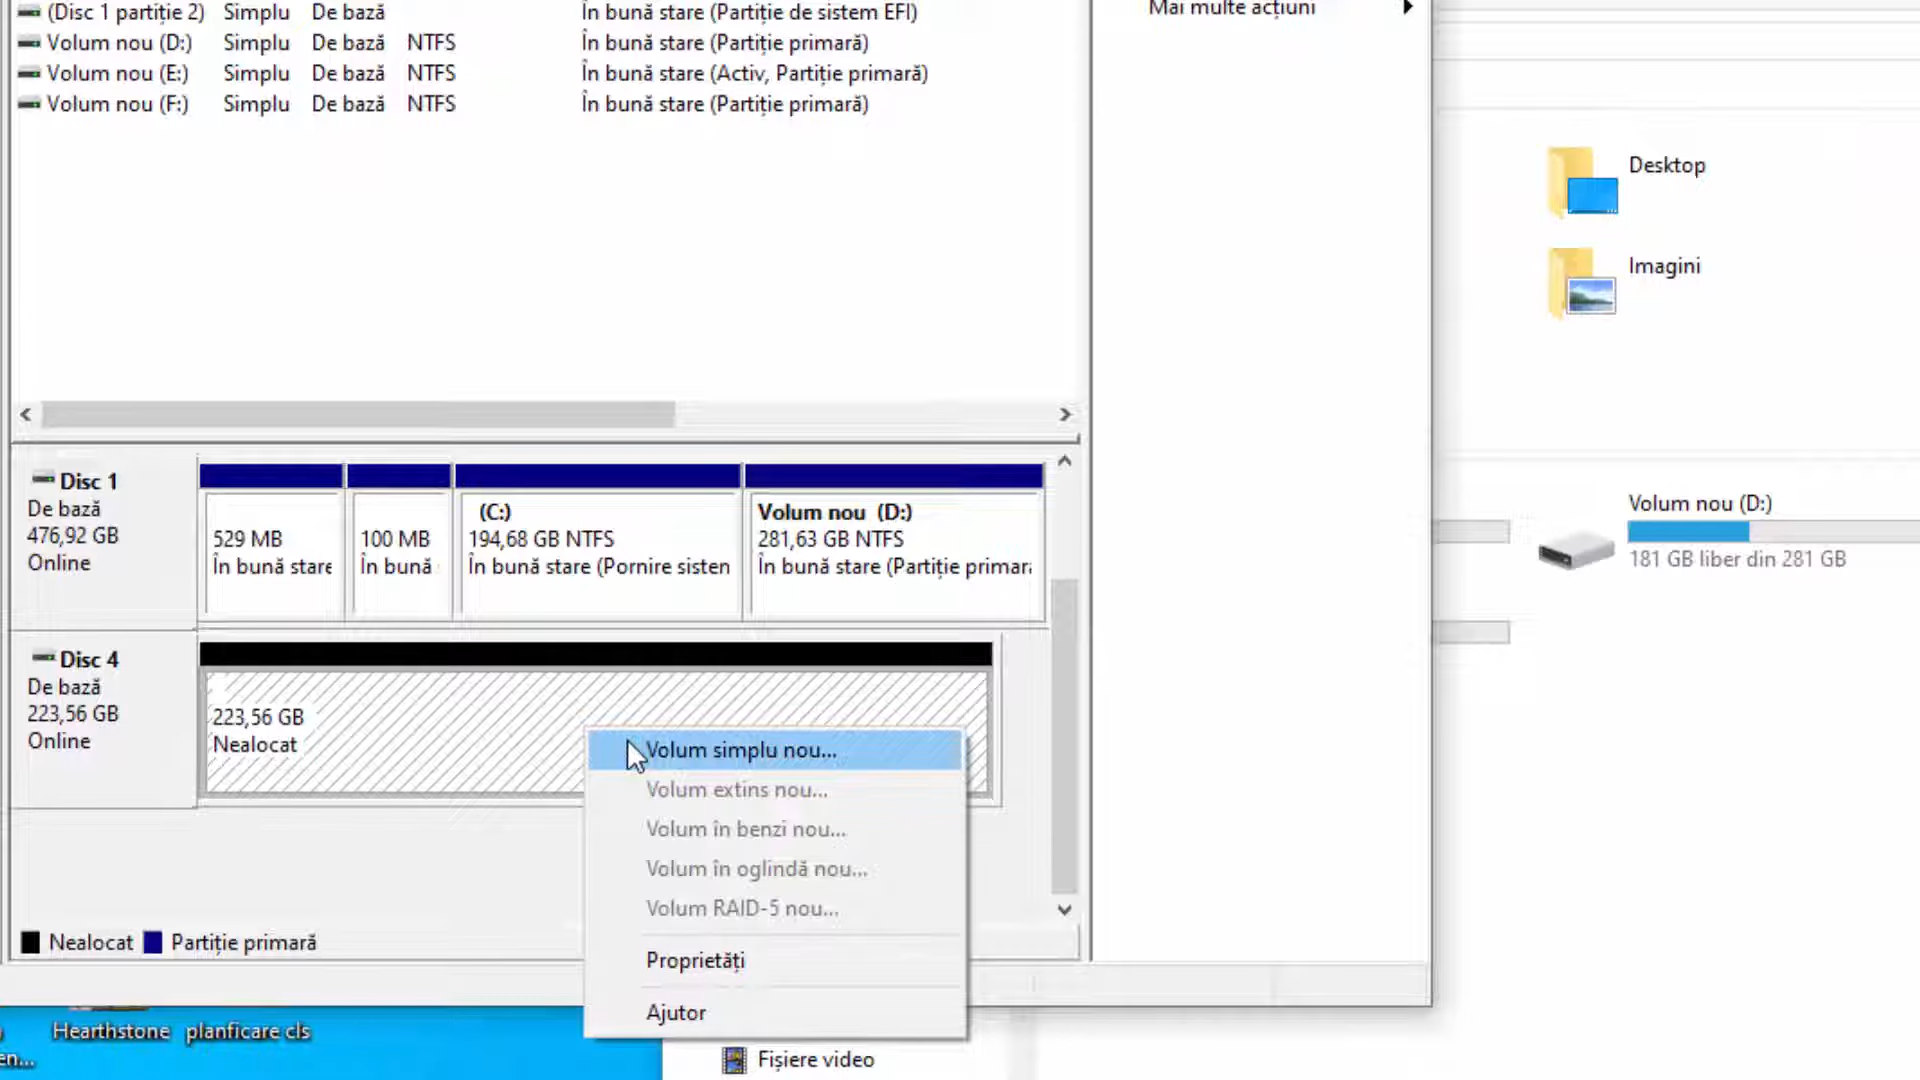 Mai multe acțiuni
(Disc 1 partiție 2) Simplu De bază În bună stare (Partiție de sistem EFI)
Volum nou (D:) Simplu De bază NTFS În bună stare (Partiție primară)
Volum nou (E:) Simplu De bază NTFS În bună stare (Activ, Partiție primară)
Volum nou (F:) Simplu De bază NTFS În bună stare (Partiție primară)
Desktop
Imagini
Volum nou (D:)
181 GB liber din 281 GB
Disc 1
De bază
476,92 GB
Online
529 MB
În bună stare
100 MB
În bună
(C:)
194,68 GB NTFS
În bună stare (Pornire sisten
Volum nou (D:)
281,63 GB NTFS
În bună stare (Partiție primar
Disc 4
De bază
223,56 GB
Online
223,56 GB
Nealocat
Volum simplu nou...
Volum extins nou...
Volum în benzi nou...
Volum în oglindă nou...
Volum RAID-5 nou...
Proprietăți
Ajutor
Nealocat Partiție primară
Hearthstone planficare cls
en...
Fișiere video